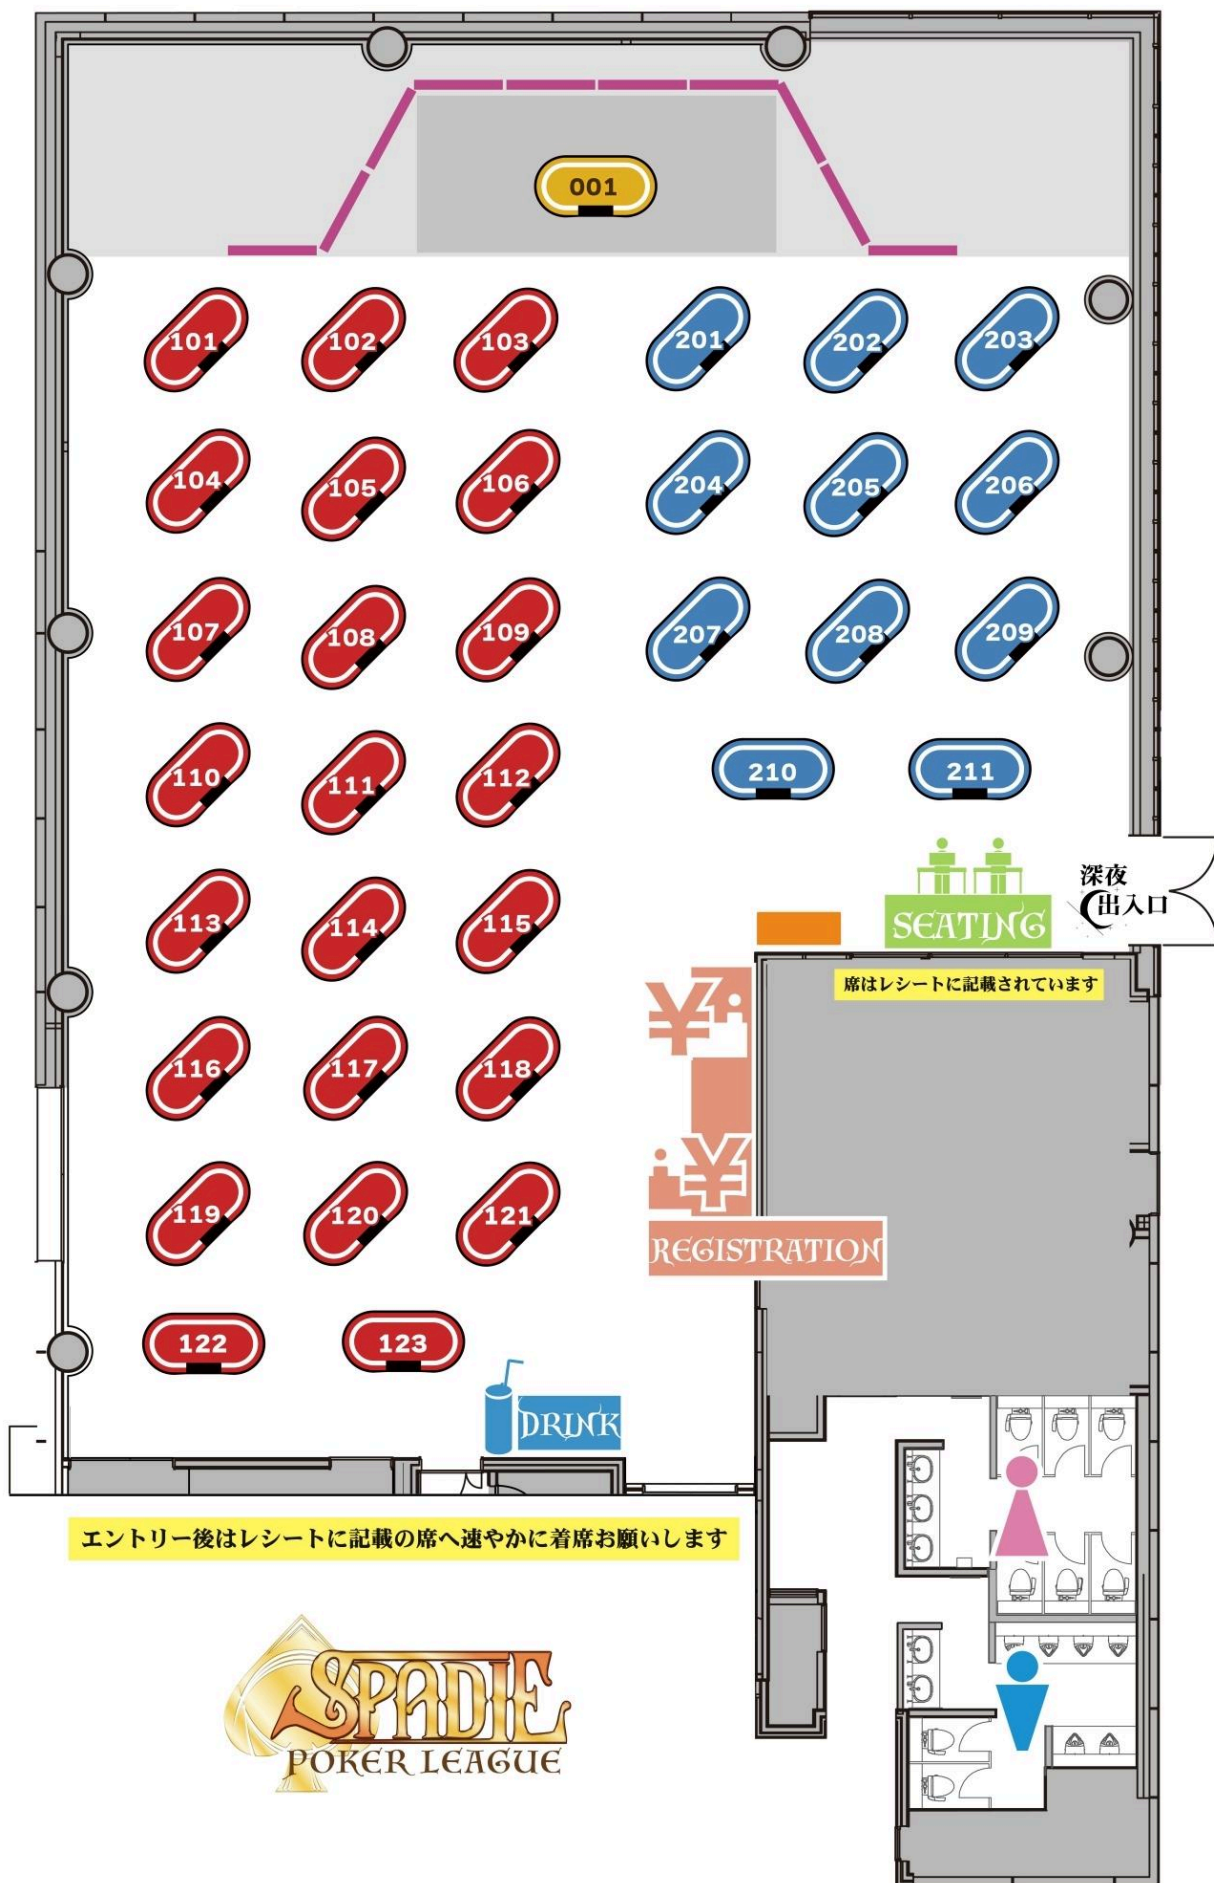 001
101 102 103 201 202 203
104 105 106 204 205 206
107 108 109 207 208 209
110 111 112 210 211
113 114 115
SEATING
深夜
出入口
席はレシートに記載されています
¥
116 117 118
¥
119 120 121
REGISTRATION
122 123
DRINK
エントリー後はレシートに記載の席へ速やかに着席お願いします
SPADIE
POKER LEAGUE